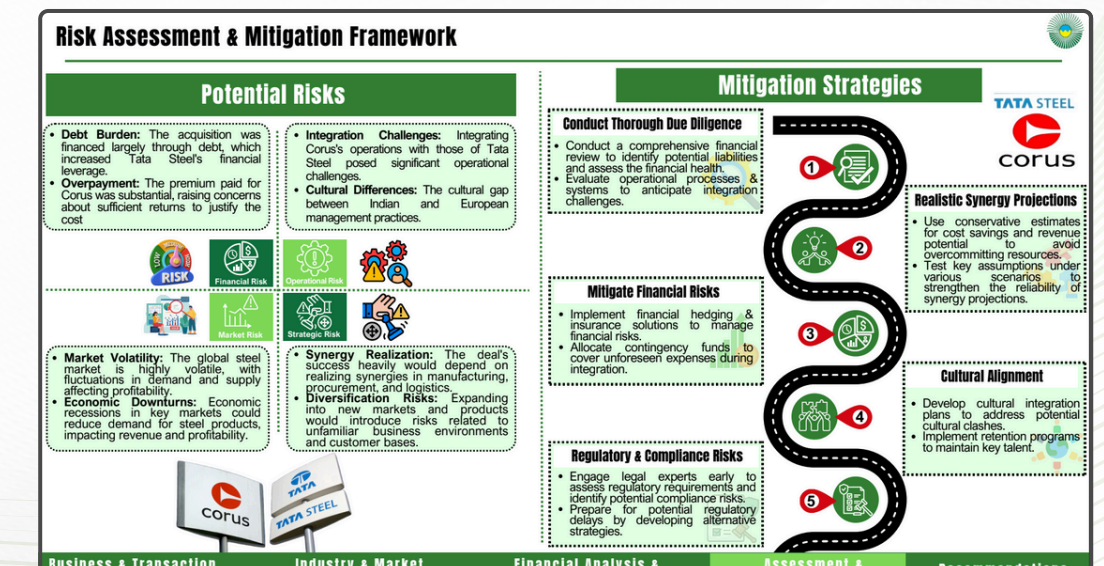 Risk Assessment & Mitigation Framework
Potential Risks
• Debt Burden: The acquisition was
financed largely through debt, which
increased Tata Steel's financial
leverage.
• Overpayment: The premium paid for
Corus was substantial, raising concerns
about sufficient returns to justify the
cost
• Integration Challenges: Integrating
Corus's operations with those of Tata
Steel posed significant operational
challenges.
• Cultural Differences: The cultural gap
between Indian and European
management practices.
LOW
HIGH
RISK
Financial Risk
Operational Risk
Market Risk
Strategic Risk
• Market Volatility: The global steel
market is highly volatile, with
fluctuations in demand and supply
affecting profitability.
• Economic Downturns: Economic
recessions in key markets could
reduce demand for steel products,
impacting revenue and profitability.
• Synergy Realization: The deal's
success heavily would depend on
realizing synergies in manufacturing,
procurement, and logistics.
• Diversification Risks: Expanding
into new markets and products
would introduce risks related to
unfamiliar business environments
and customer bases.
corus
TATA
TATA STEEL
Mitigation Strategies
TATA STEEL
corus
Conduct Thorough Due Diligence
• Conduct a comprehensive financial
review to identify potential liabilities
and assess the financial health.
• Evaluate operational processes &
systems to anticipate integration
challenges.
1
Realistic Synergy Projections
• Use conservative estimates
for cost savings and revenue
potential to avoid
overcommitting resources.
• Test key assumptions under
various scenarios to
strengthen the reliability of
synergy projections.
2
Mitigate Financial Risks
• Implement financial hedging &
insurance solutions to manage
financial risks.
• Allocate contingency funds to
cover unforeseen expenses during
integration.
3
Cultural Alignment
• Develop cultural integration
plans to address potential
cultural clashes.
• Implement retention programs
to maintain key talent.
4
Regulatory & Compliance Risks
• Engage legal experts early to
assess regulatory requirements and
identify potential compliance risks.
• Prepare for potential regulatory
delays by developing alternative
strategies.
5
Business & Transaction
Industry & Market
Financial Analysis &
Assessment &
Recommendations